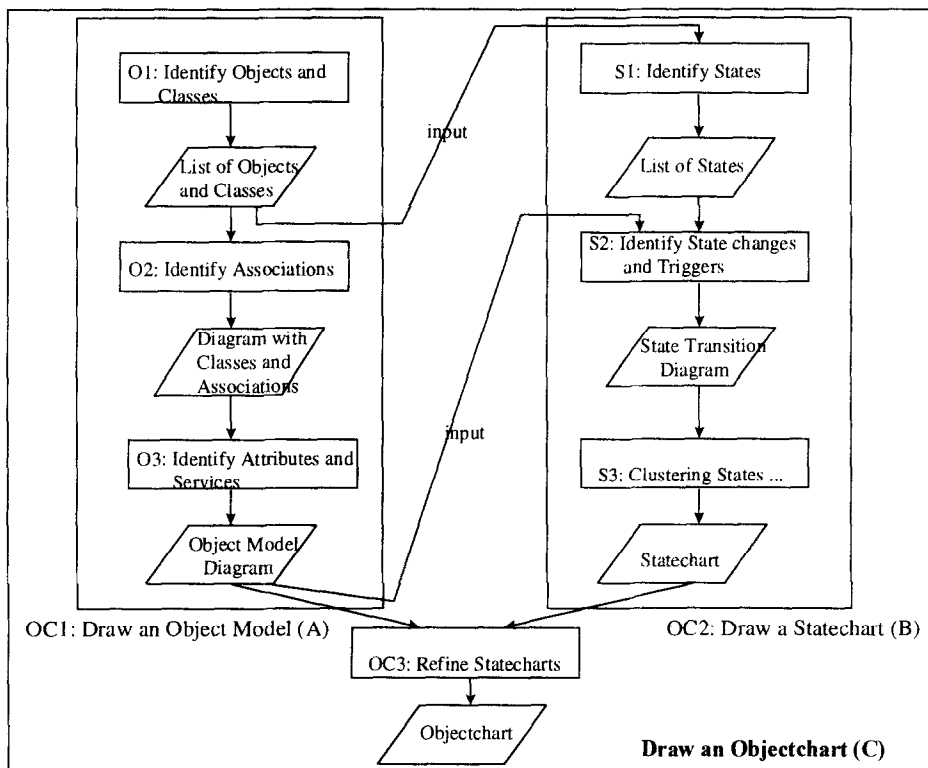 O1: Identify Objects and
Classes
List of Objects
and Classes
O2: Identify Associations
Diagram with
Classes and
Associations
O3: Identify Attributes and
Services
Object Model
Diagram
OC1: Draw an Object Model (A)
input
input
S1: Identify States
List of States
S2: Identify State changes
and Triggers
State Transition
Diagram
S3: Clustering States ...
Statechart
OC2: Draw a Statechart (B)
OC3: Refine Statecharts
Objectchart
Draw an Objectchart (C)